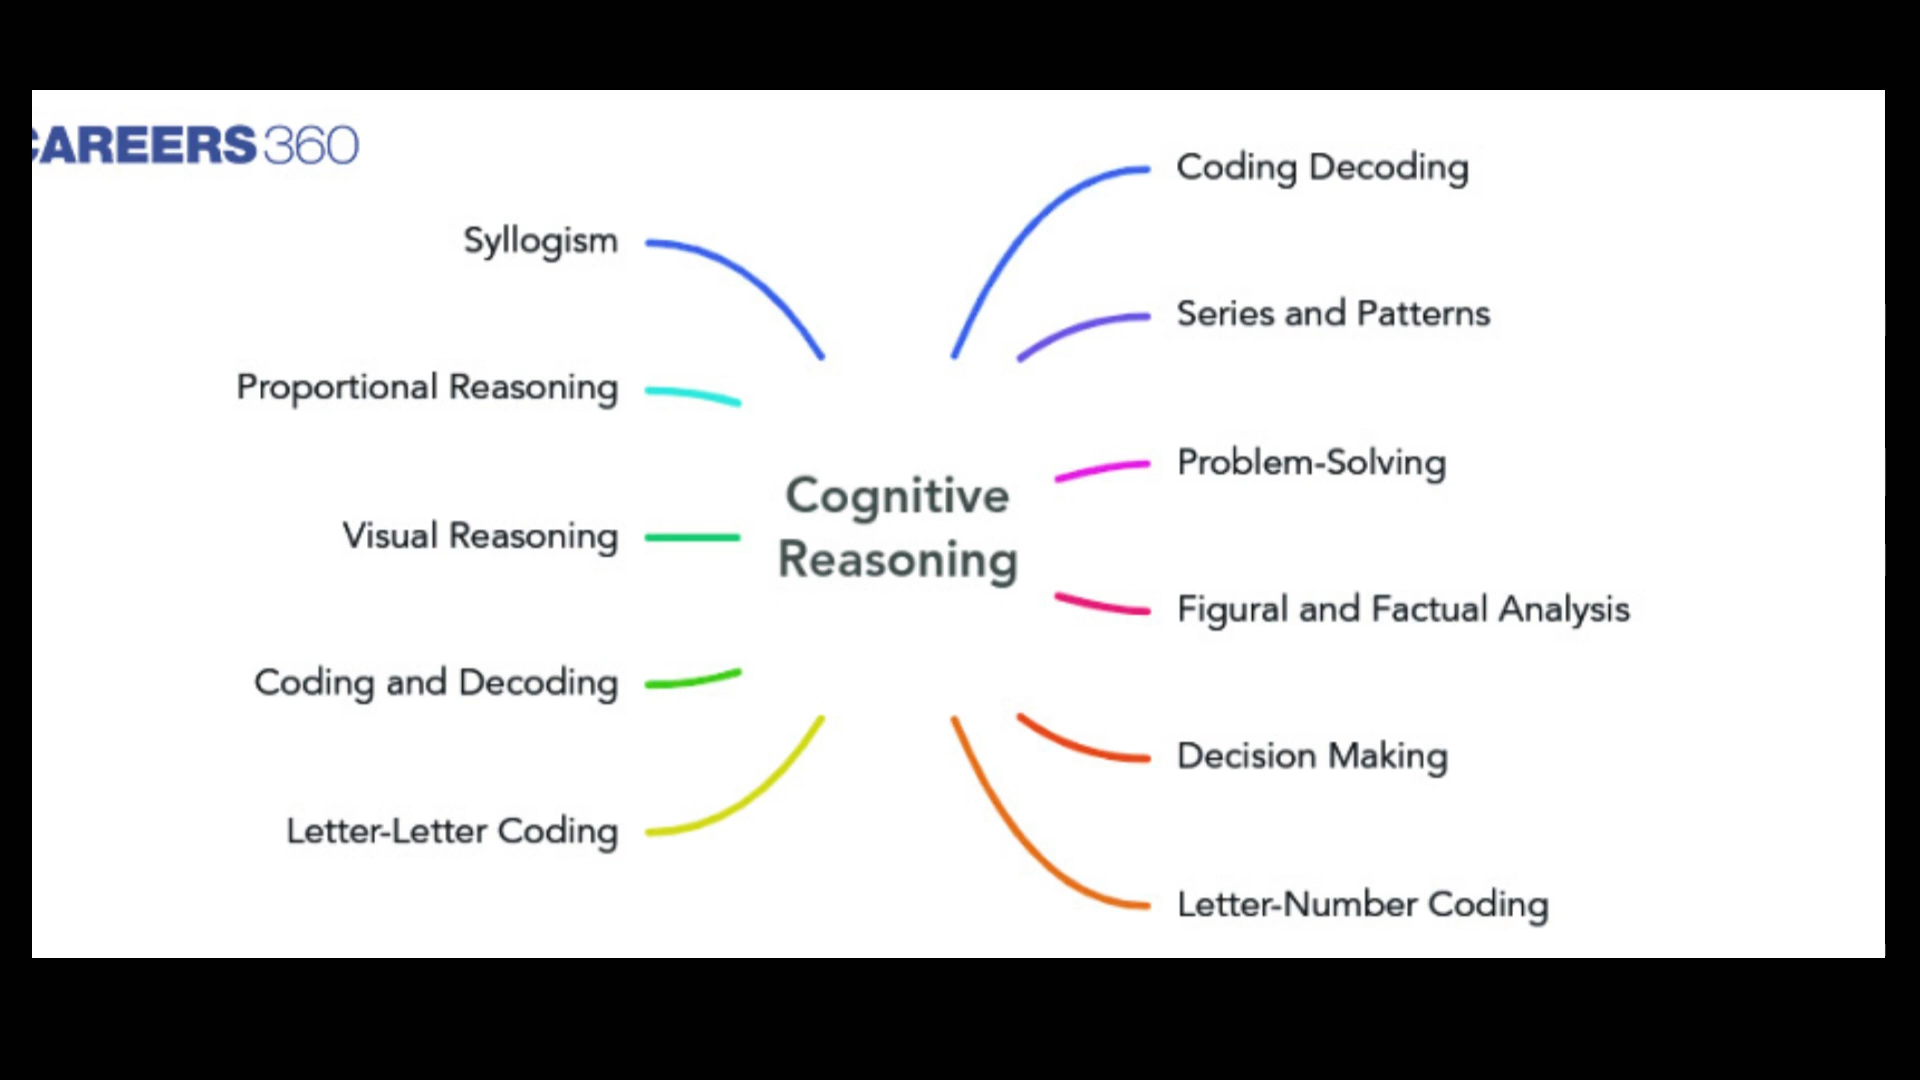 CAREERS360
Coding Decoding
Syllogism
Series and Patterns
Proportional Reasoning
Problem-Solving
Cognitive
Reasoning
Visual Reasoning
Figural and Factual Analysis
Coding and Decoding
Decision Making
Letter-Letter Coding
Letter-Number Coding